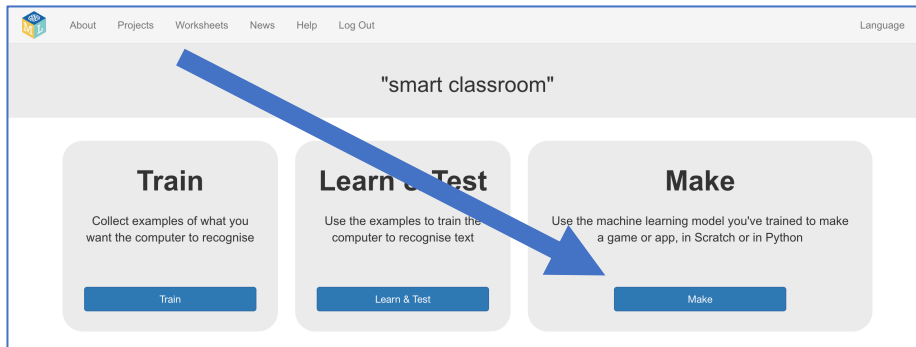 About Projects Worksheets News Help Log Out Language
"smart classroom"
Train
Collect examples of what you
want the computer to recognise
Train
Learn & Test
Use the examples to train the
computer to recognise text
Learn & Test
Make
Use the machine learning model you've trained to make
a game or app, in Scratch or in Python
Make